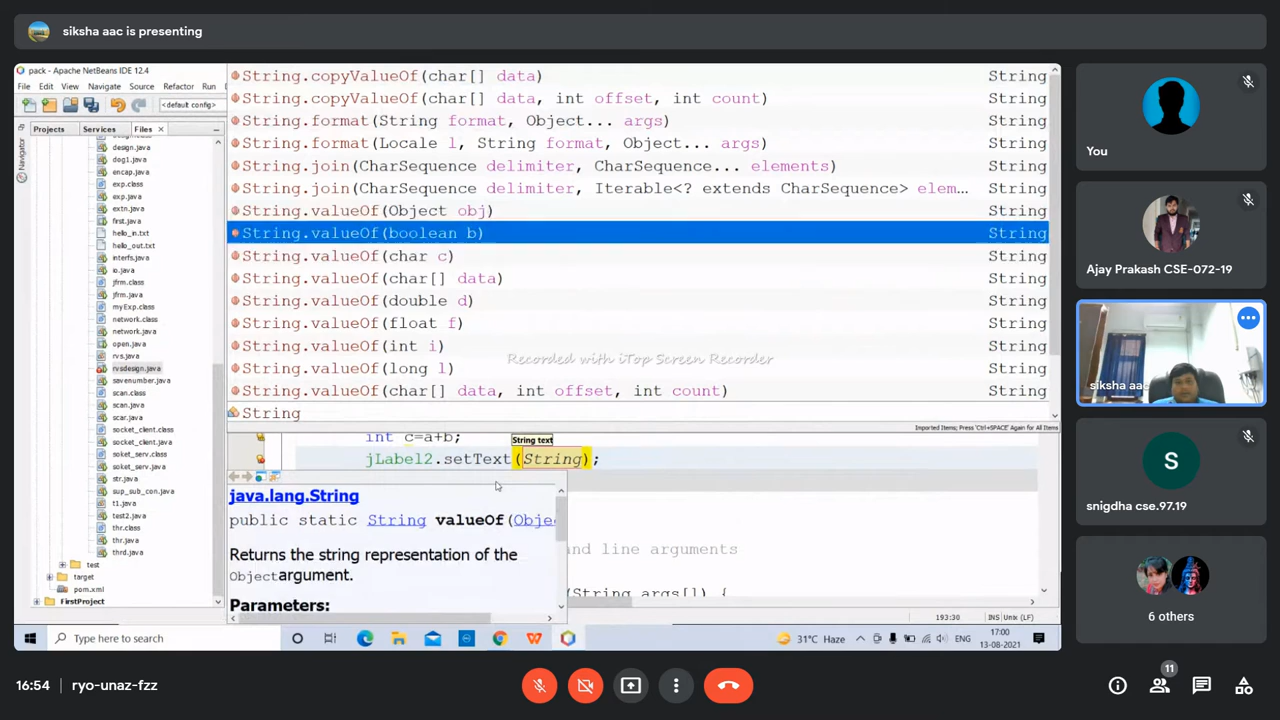 siksha aac is presenting
pack - Apache NetBeans IDE 12.4
File Edit View Navigate Source Refactor Run
<default config>
Projects Services Files
Navigator
design.java
dog1.java
encap.java
exp.class
exp.java
extn.java
first.java
hello_in.txt
hello_out.txt
interfs.java
io.java
jfrm.class
jfrm.java
myExp.class
network.class
network.java
open.java
rvs.java
rvsdesign.java
savenumber.java
scan.class
scan.java
scar.java
socket_client.class
socket_client.java
soket_serv.class
soket_serv.java
str.java
sup_sub_con.java
t1.java
test2.java
thr.class
thr.java
thrd.java
test
target
pom.xml
FirstProject
String.copyValueOf(char[] data) String
String.copyValueOf(char[] data, int offset, int count) String
String.format(String format, Object... args) String
String.format(Locale l, String format, Object... args) String
String.join(CharSequence delimiter, CharSequence... elements) String
String.join(CharSequence delimiter, Iterable<? extends CharSequence> elem... String
String.valueOf(Object obj) String
String.valueOf(boolean b) String
String.valueOf(char c) String
String.valueOf(char[] data) String
String.valueOf(double d) String
String.valueOf(float f) String
String.valueOf(int i) String
String.valueOf(long l) String
String.valueOf(char[] data, int offset, int count) String
String
Recorded with iTop Screen Recorder
Imported Items; Press 'Ctrl+SPACE' Again for All Items
int c=a+b;
String text
jLabel2.setText(String);
java.lang.String
public static String valueOf(Objec
Returns the string representation of the
Object argument.
Parameters:
and line arguments
(String args[]) {
193:30 INS Unix (LF)
Type here to search
31°C Haze
ENG
17:00
13-08-2021
You
Ajay Prakash CSE-072-19
siksha aac
S
snigdha cse.97.19
6 others
16:54 | ryo-unaz-fzz
11